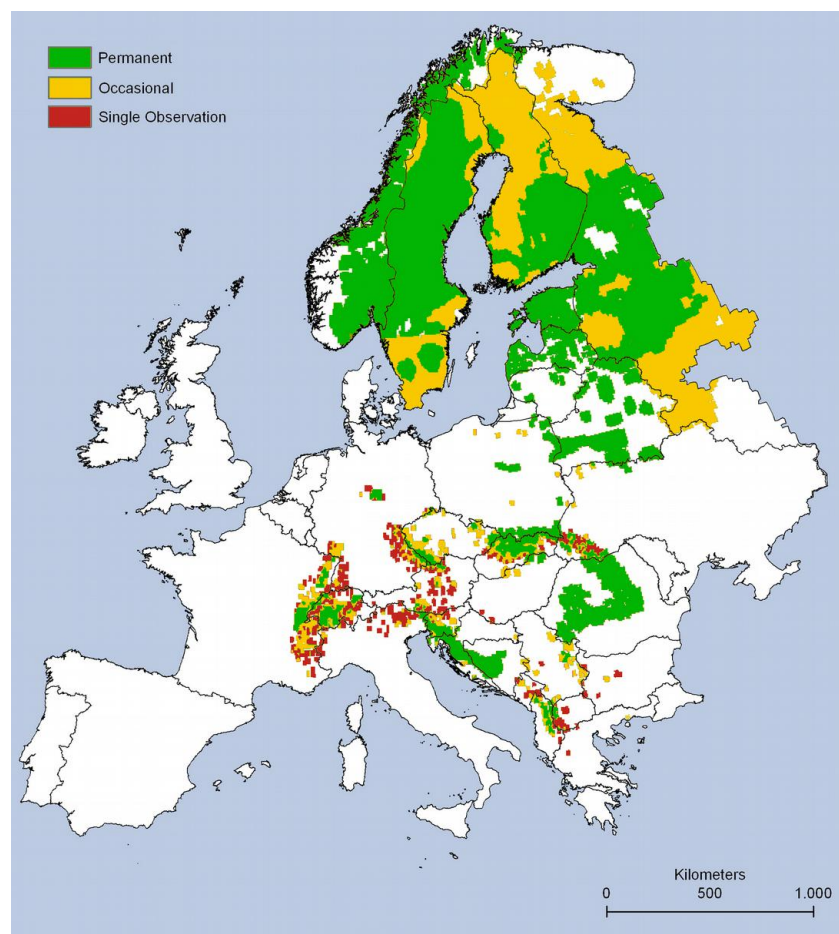 Permanent
Occasional
Single Observation
Kilometers
0 500 1.000